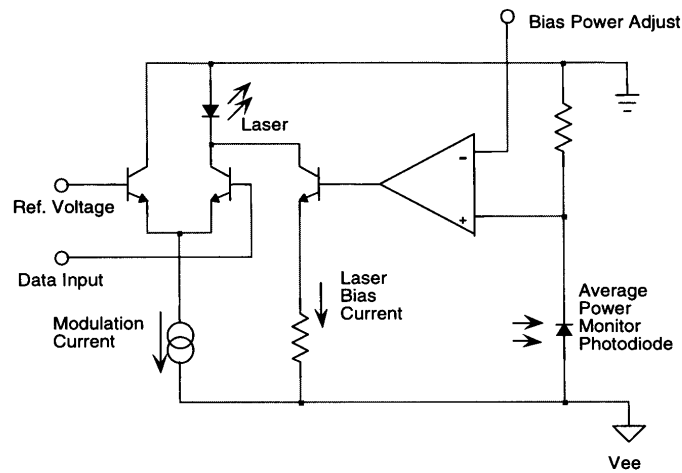 Bias Power Adjust
Laser
-
+
Ref. Voltage
Data Input
Modulation
Current
Laser
Bias
Current
Average
Power
Monitor
Photodiode
Vee